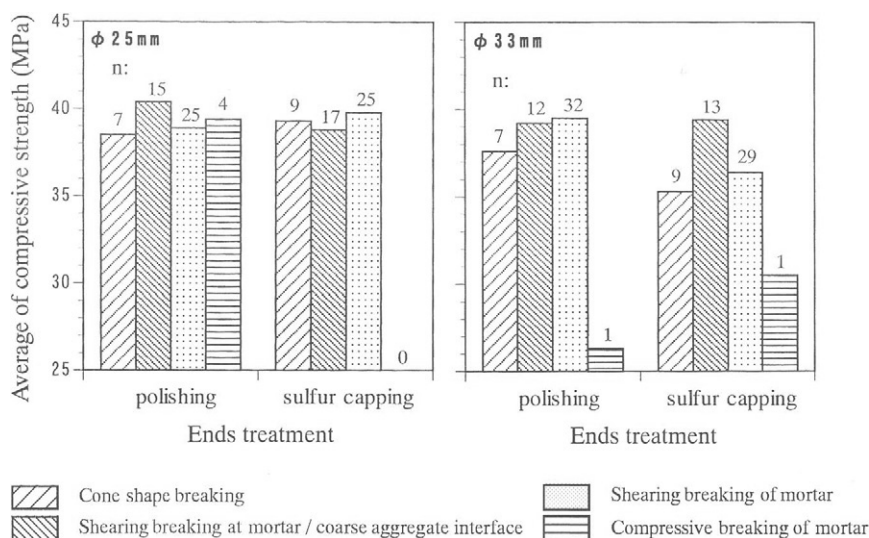 Average of compressive strength (MPa)
45
40
35
30
25
φ 25mm
n:
7
15
25
4
9
17
25
0
polishing
sulfur capping
Ends treatment
φ 33mm
n:
7
12
32
1
9
13
29
1
polishing
sulfur capping
Ends treatment
Cone shape breaking
Shearing breaking at mortar / coarse aggregate interface
Shearing breaking of mortar
Compressive breaking of mortar